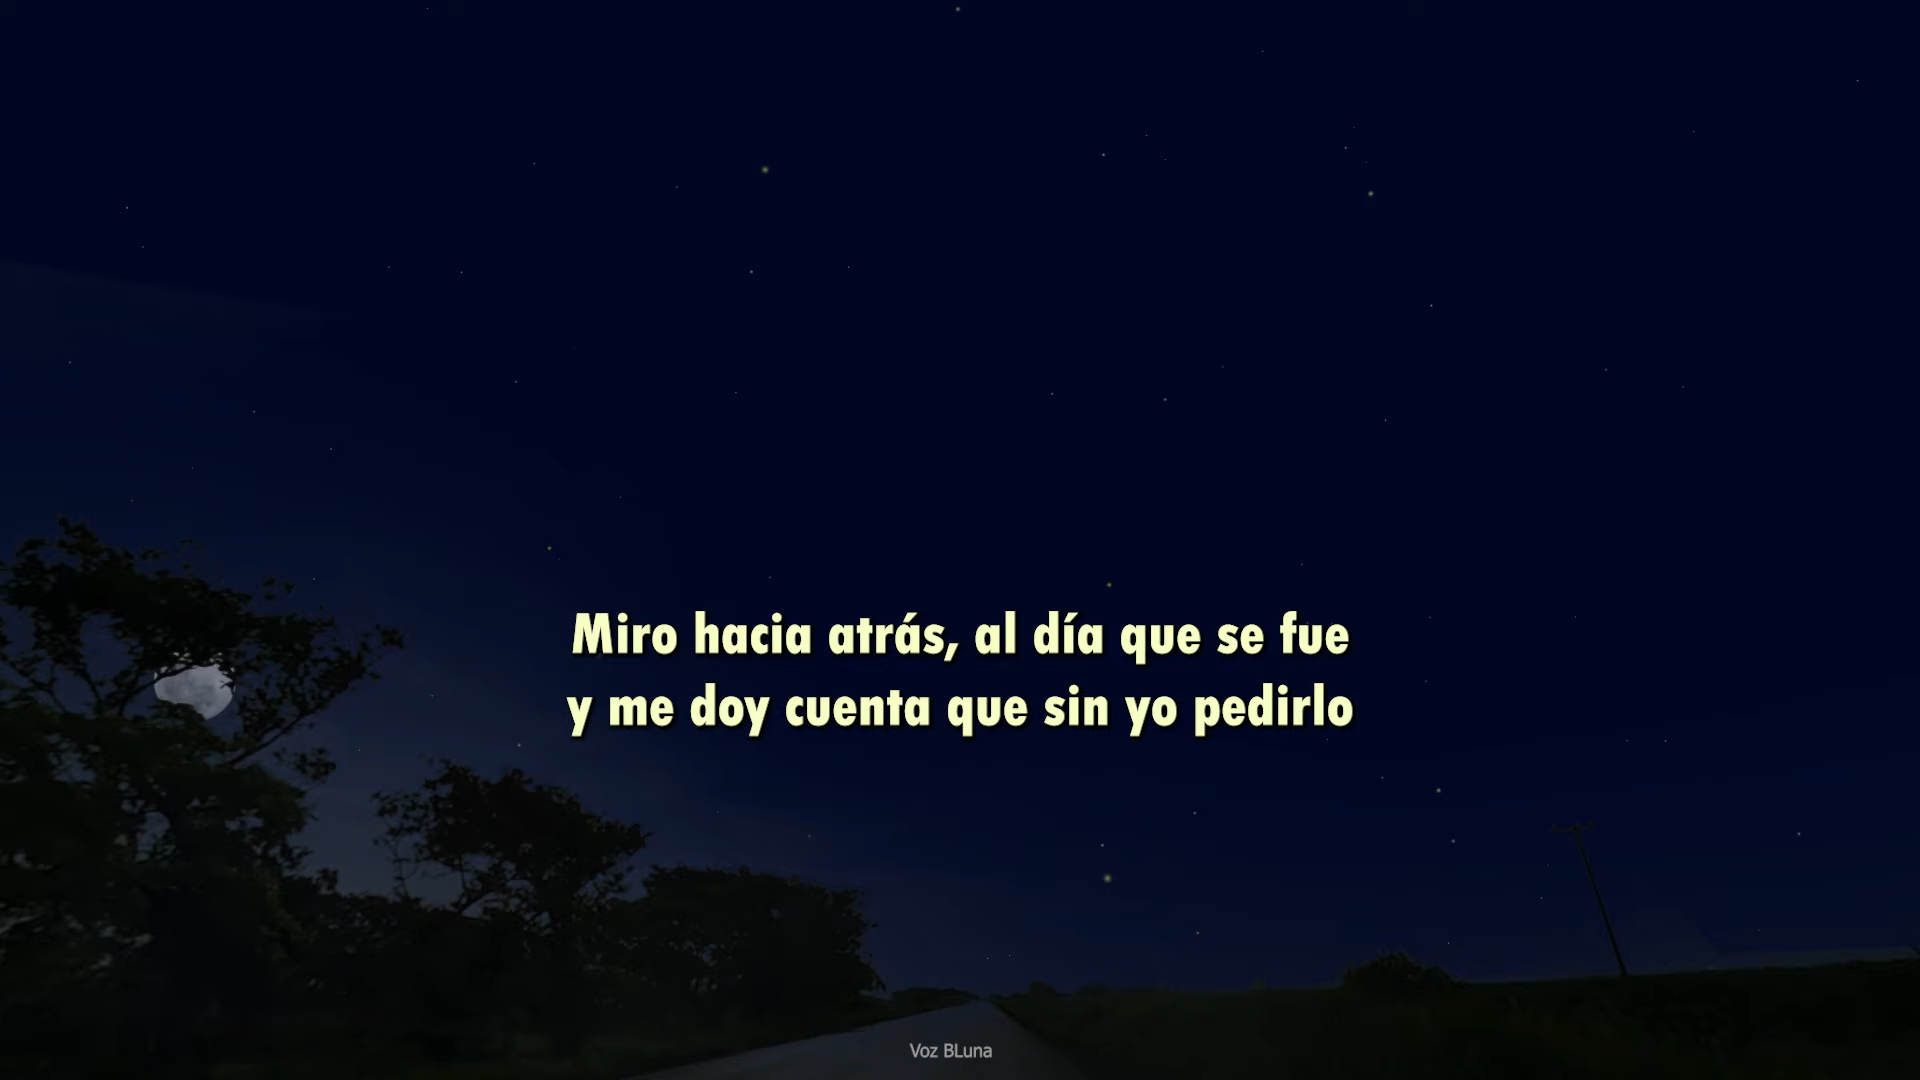 Miro hacia atrás, al día que se fue
y me doy cuenta que sin yo pedirlo
Voz BLuna